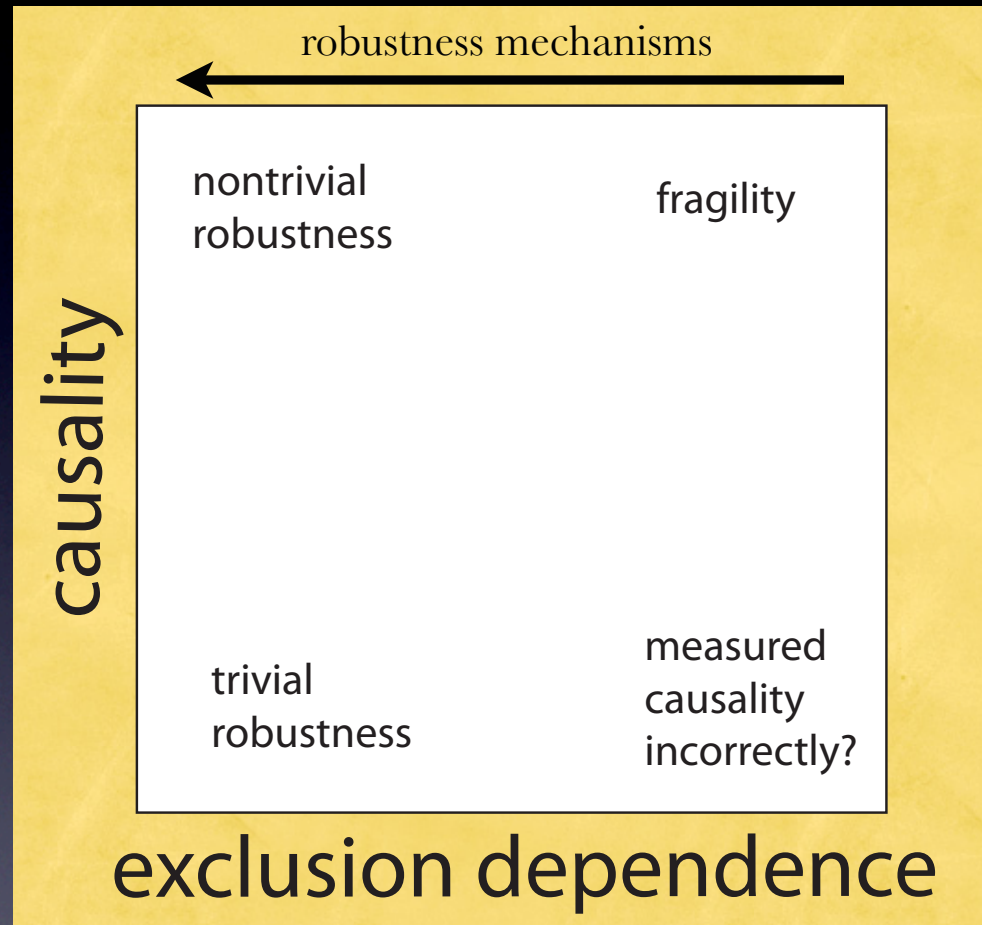 robustness mechanisms
nontrivial
robustness
fragility
causality
trivial
robustness
measured
causality
incorrectly?
exclusion dependence